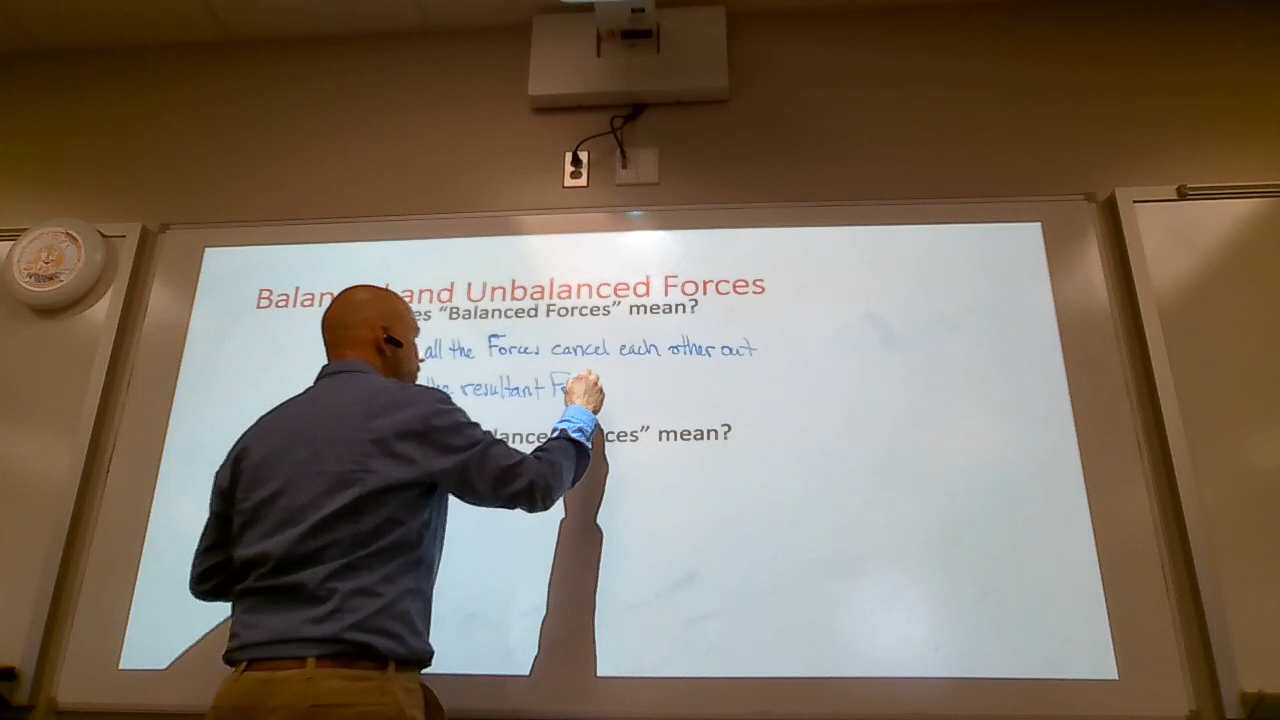 Balan and Unbalanced Forces
es “Balanced Forces” mean?
all the Forces cancel each other out
the resultant F
lance ces” mean?